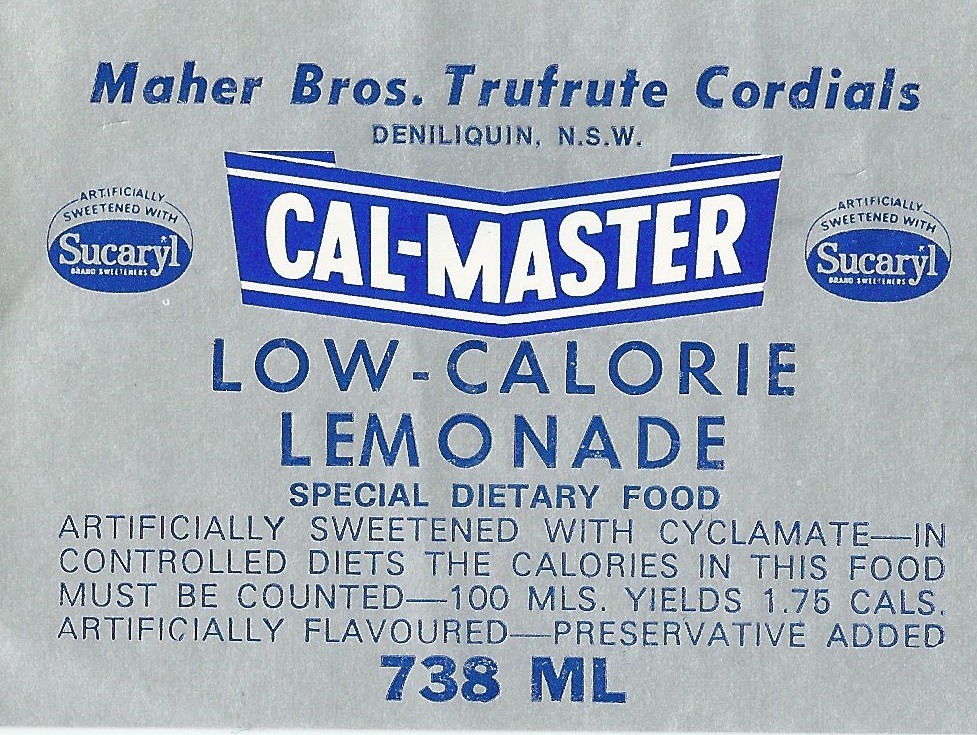 Maher Bros. Trufrute Cordials
DENILIQUIN, N.S.W.
CAL-MASTER
ARTIFICIALLY
SWEETENED WITH
Sucaryl*
BRAND SWEETENERS
ARTIFICIALLY
SWEETENED WITH
Sucaryl*
BRAND SWEETENERS
LOW-CALORIE
LEMONADE
SPECIAL DIETARY FOOD
ARTIFICIALLY SWEETENED WITH CYCLAMATE—IN
CONTROLLED DIETS THE CALORIES IN THIS FOOD
MUST BE COUNTED—100 MLS. YIELDS 1.75 CALS.
ARTIFICIALLY FLAVOURED—PRESERVATIVE ADDED
738 ML